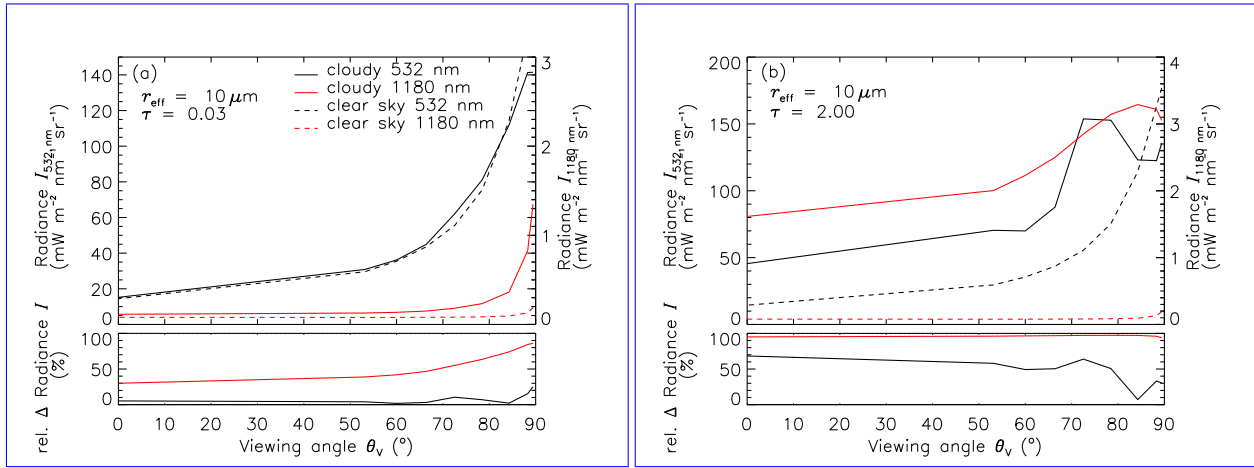 (a)
r_eff = 10 μm
τ = 0.03
cloudy 532 nm
cloudy 1180 nm
clear sky 532 nm
clear sky 1180 nm
140
120
100
80
60
40
20
0
3
2
1
0
Radiance I_532 nm
(mW m⁻² nm⁻¹ sr⁻¹)
Radiance I_1180 nm
(mW m⁻² nm⁻¹ sr⁻¹)
100
50
0
rel. Δ Radiance I
(%)
0 10 20 30 40 50 60 70 80 90
Viewing angle θ_v (°)
(b)
r_eff = 10 μm
τ = 2.00
200
150
100
50
0
4
3
2
1
0
Radiance I_532 nm
(mW m⁻² nm⁻¹ sr⁻¹)
Radiance I_1180 nm
(mW m⁻² nm⁻¹ sr⁻¹)
100
50
0
rel. Δ Radiance I
(%)
0 10 20 30 40 50 60 70 80 90
Viewing angle θ_v (°)